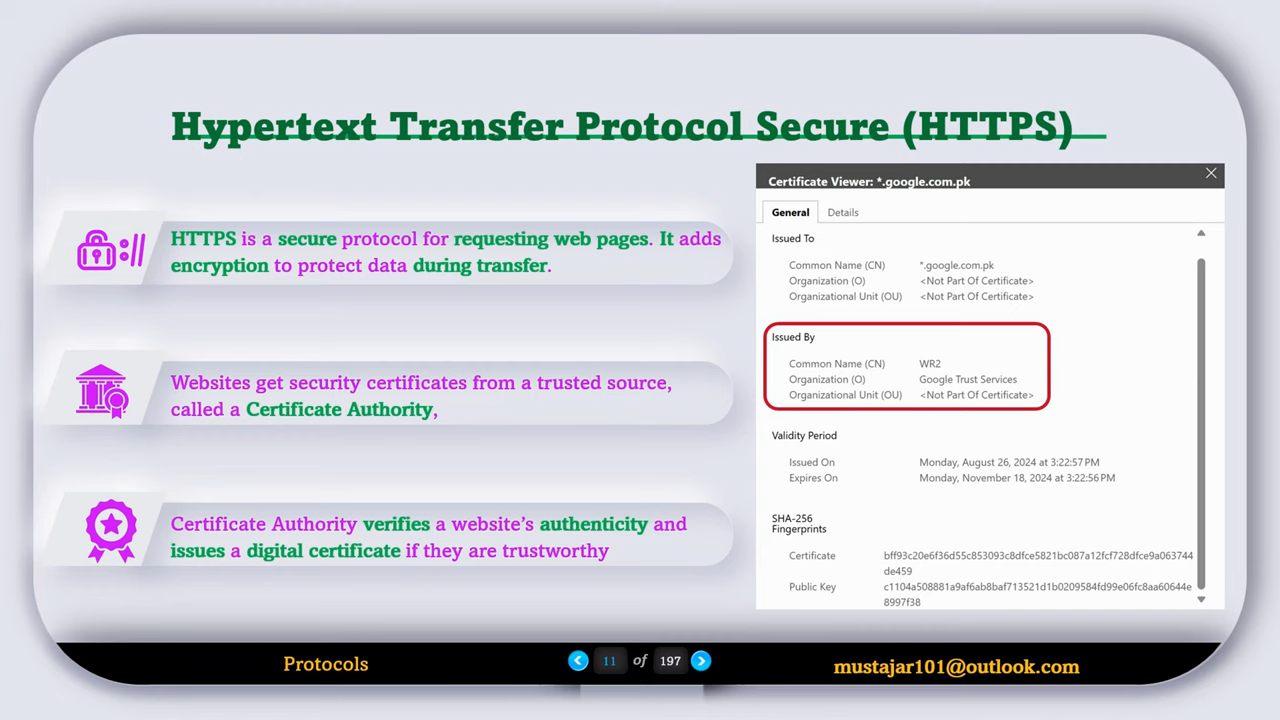 Hypertext Transfer Protocol Secure (HTTPS)
HTTPS is a secure protocol for requesting web pages. It adds
encryption to protect data during transfer.
Websites get security certificates from a trusted source,
called a Certificate Authority,
Certificate Authority verifies a website's authenticity and
issues a digital certificate if they are trustworthy
Certificate Viewer: *.google.com.pk
General Details
Issued To
Common Name (CN) *.google.com.pk
Organization (O) <Not Part Of Certificate>
Organizational Unit (OU) <Not Part Of Certificate>
Issued By
Common Name (CN) WR2
Organization (O) Google Trust Services
Organizational Unit (OU) <Not Part Of Certificate>
Validity Period
Issued On Monday, August 26, 2024 at 3:22:57 PM
Expires On Monday, November 18, 2024 at 3:22:56 PM
SHA-256
Fingerprints
Certificate bff93c20e6f36d55c853093c8dfce5821bc087a12fcf728dfce9a063744
de459
Public Key c1104a508881a9af6ab8baf713521d1b0209584fd99e06fc8aa60644e
8997f38
Protocols
11 of 197
mustajar101@outlook.com